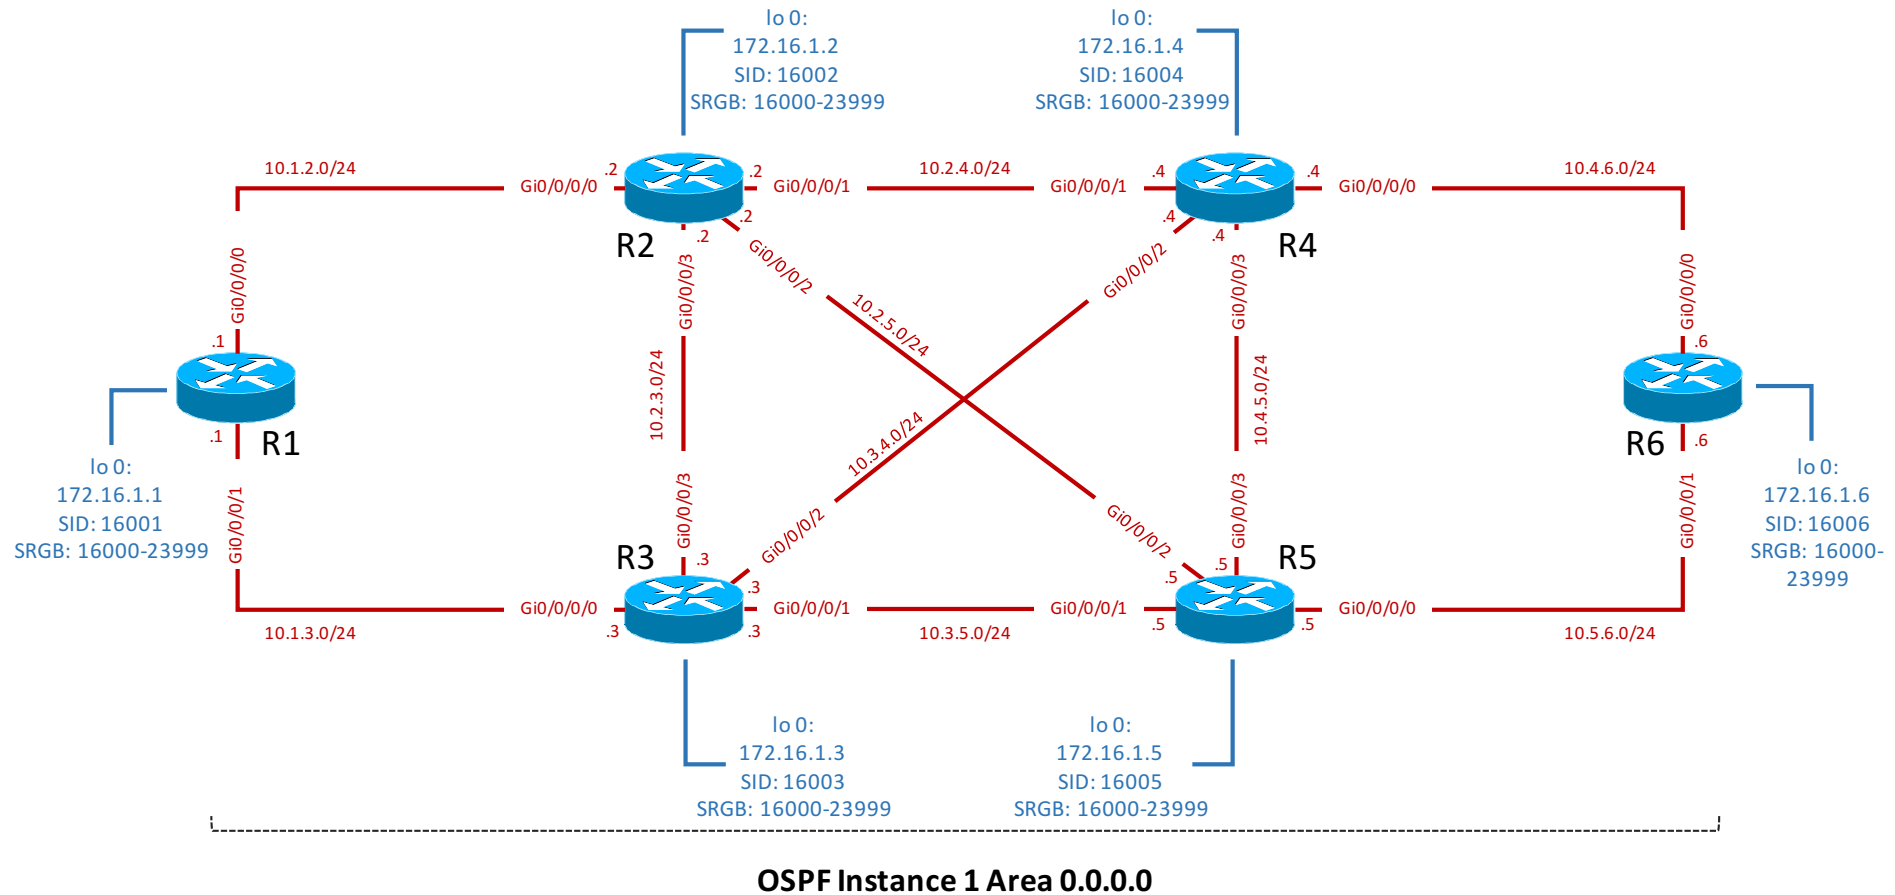 lo 0:
172.16.1.2
SID: 16002
SRGB: 16000-23999
lo 0:
172.16.1.4
SID: 16004
SRGB: 16000-23999
10.1.2.0/24
.2
Gi0/0/0/0
.2
Gi0/0/0/1
10.2.4.0/24
Gi0/0/0/1
.4
.4
Gi0/0/0/0
10.4.6.0/24
R2
.2
.2
Gi0/0/0/2
Gi0/0/0/3
.4
.4
R4
Gi0/0/0/2
Gi0/0/0/3
Gi0/0/0/0
Gi0/0/0/0
10.2.5.0/24
10.2.3.0/24
10.3.4.0/24
10.4.5.0/24
.1
.1
R1
lo 0:
172.16.1.1
SID: 16001
SRGB: 16000-23999
Gi0/0/0/1
.6
.6
R6
lo 0:
172.16.1.6
SID: 16006
SRGB: 16000-
23999
Gi0/0/0/1
Gi0/0/0/3
Gi0/0/0/2
Gi0/0/0/2
Gi0/0/0/3
R3
.3
.3
.5
.5
R5
Gi0/0/0/0
.3
10.1.3.0/24
.3
Gi0/0/0/1
10.3.5.0/24
Gi0/0/0/1
.5
.5
Gi0/0/0/0
10.5.6.0/24
lo 0:
172.16.1.3
SID: 16003
SRGB: 16000-23999
lo 0:
172.16.1.5
SID: 16005
SRGB: 16000-23999
OSPF Instance 1 Area 0.0.0.0